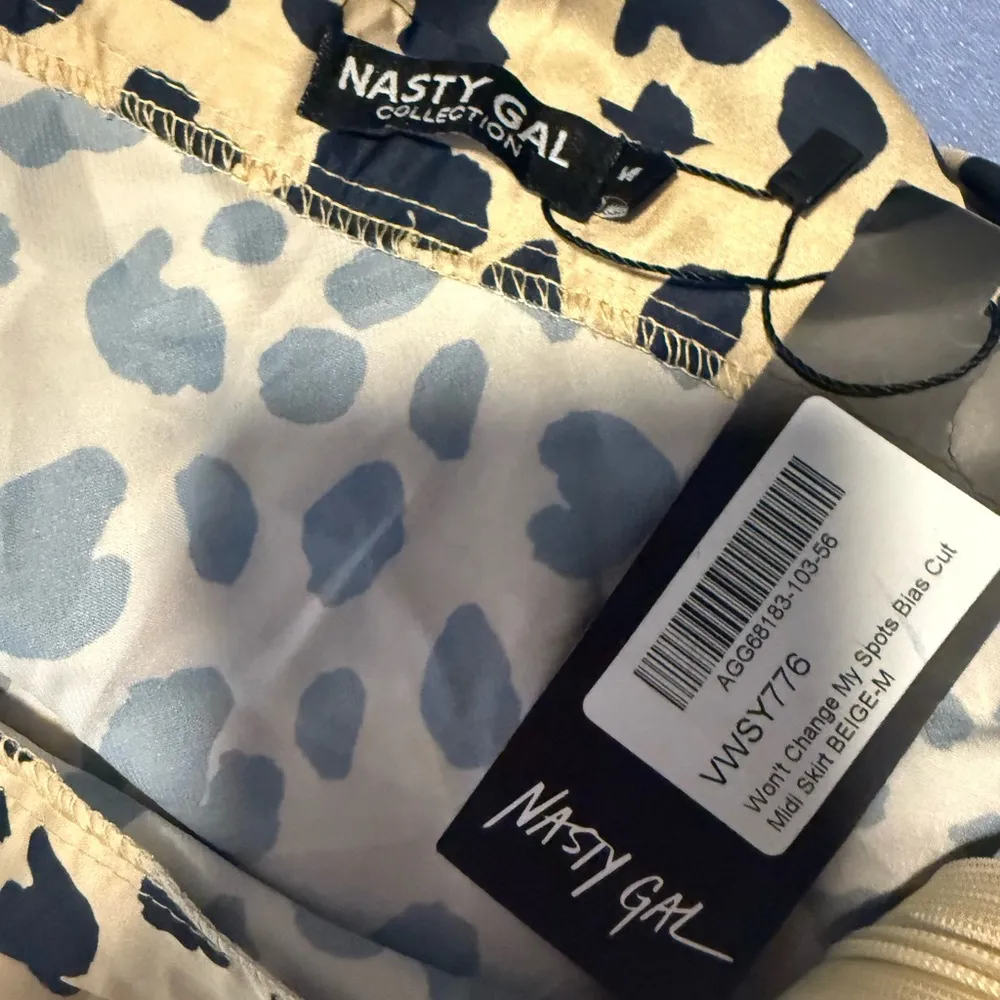 NASTY GAL
COLLECTION
M
AGG68183-103-56
VWSY776
Won't Change My Spots Bias Cut
Midi Skirt BEIGE-M
NASTY GAL